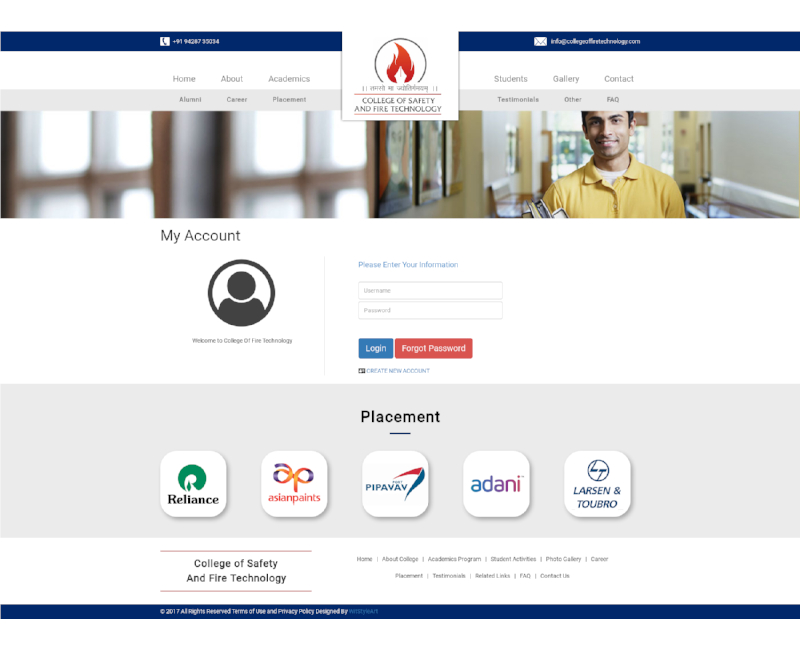 +91 94287 35034
info@collegeoffiretechnology.com
Home About Academics
Students Gallery Contact
Alumni Career Placement
Testimonials Other FAQ
।। तमसो मा ज्योतिर्गमयम् ।।
COLLEGE OF SAFETY
AND FIRE TECHNOLOGY
My Account
Welcome to College Of Fire Technology
Please Enter Your Information
Username
Password
Login Forgot Password
CREATE NEW ACCOUNT
Placement
Reliance
ap
asianpaints
PORT
PIPAVAV
adani
LARSEN &
TOUBRO
College of Safety
And Fire Technology
Home | About College | Academics Program | Student Activities | Photo Gallery | Career
Placement | Testimonials | Related Links | FAQ | Contact Us
© 2017 All Rights Reserved Terms of Use and Privacy Policy Designed By